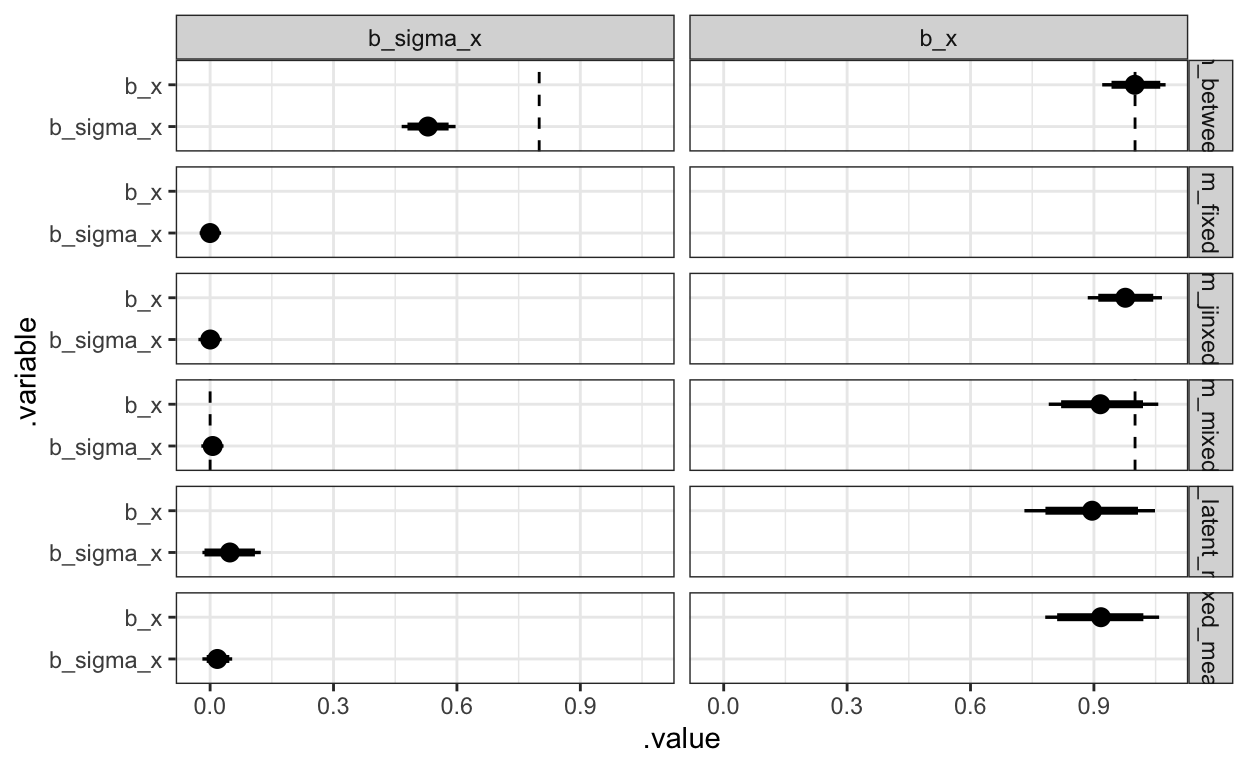 b_sigma_x b_x
b_x
b_sigma_x
b_x
b_sigma_x
m_fixed
b_x
b_sigma_x
m_jinxed
b_x
b_sigma_x
m_mixed
b_x
b_sigma_x
b_x
b_sigma_x
.variable
0.0 0.3 0.6 0.9 0.0 0.3 0.6 0.9
.value